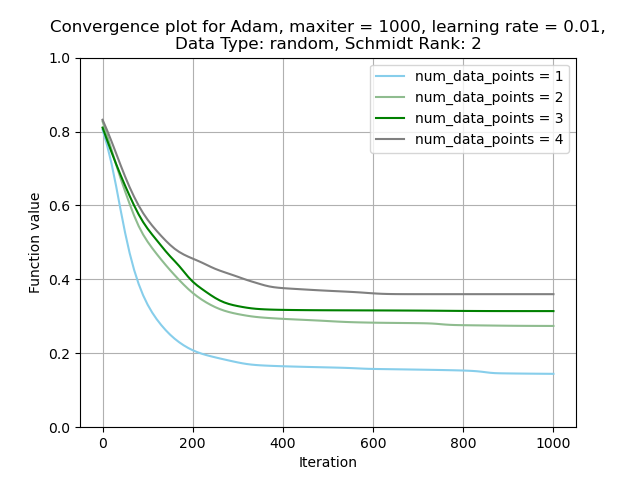 Convergence plot for Adam, maxiter = 1000, learning rate = 0.01,
Data Type: random, Schmidt Rank: 2
num_data_points = 1
num_data_points = 2
num_data_points = 3
num_data_points = 4
Function value
1.0
0.8
0.6
0.4
0.2
0.0
0 200 400 600 800 1000
Iteration